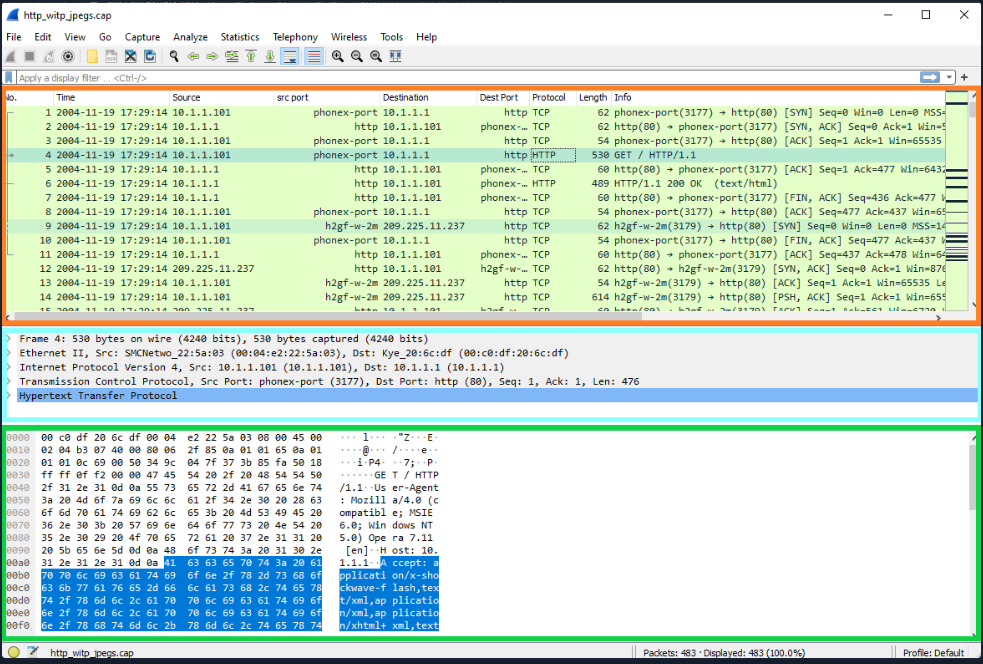 http_witp_jpegs.cap
File Edit View Go Capture Analyze Statistics Telephony Wireless Tools Help
Apply a display filter ... <Ctrl-/>
No. Time Source src port Destination Dest Port Protocol Length Info
1 2004-11-19 17:29:14 10.1.1.101 phonex-port 10.1.1.1 http TCP 62 phonex-port(3177) → http(80) [SYN] Seq=0 Win=0 Len=0 MSS=
2 2004-11-19 17:29:14 10.1.1.1 http 10.1.1.101 phonex-… TCP 62 http(80) → phonex-port(3177) [SYN, ACK] Seq=0 Ack=1 Win=5
3 2004-11-19 17:29:14 10.1.1.101 phonex-port 10.1.1.1 http TCP 54 phonex-port(3177) → http(80) [ACK] Seq=1 Ack=1 Win=65535
4 2004-11-19 17:29:14 10.1.1.101 phonex-port 10.1.1.1 http HTTP 530 GET / HTTP/1.1
5 2004-11-19 17:29:14 10.1.1.1 http 10.1.1.101 phonex-… TCP 60 http(80) → phonex-port(3177) [ACK] Seq=1 Ack=477 Win=6432
6 2004-11-19 17:29:14 10.1.1.1 http 10.1.1.101 phonex-… HTTP 489 HTTP/1.1 200 OK (text/html)
7 2004-11-19 17:29:14 10.1.1.1 http 10.1.1.101 phonex-… TCP 60 http(80) → phonex-port(3177) [FIN, ACK] Seq=436 Ack=477 W
8 2004-11-19 17:29:14 10.1.1.101 phonex-port 10.1.1.1 http TCP 54 phonex-port(3177) → http(80) [ACK] Seq=477 Ack=437 Win=65
9 2004-11-19 17:29:14 10.1.1.101 h2gf-w-2m 209.225.11.237 http TCP 62 h2gf-w-2m(3179) → http(80) [SYN] Seq=0 Win=0 Len=0 MSS=14
10 2004-11-19 17:29:14 10.1.1.101 phonex-port 10.1.1.1 http TCP 54 phonex-port(3177) → http(80) [FIN, ACK] Seq=477 Ack=437 W
11 2004-11-19 17:29:14 10.1.1.1 http 10.1.1.101 phonex-… TCP 60 http(80) → phonex-port(3177) [ACK] Seq=437 Ack=478 Win=64
12 2004-11-19 17:29:14 209.225.11.237 http 10.1.1.101 h2gf-w-… TCP 62 http(80) → h2gf-w-2m(3179) [SYN, ACK] Seq=0 Ack=1 Win=876
13 2004-11-19 17:29:14 10.1.1.101 h2gf-w-2m 209.225.11.237 http TCP 54 h2gf-w-2m(3179) → http(80) [ACK] Seq=1 Ack=1 Win=65535 Le
14 2004-11-19 17:29:14 10.1.1.101 h2gf-w-2m 209.225.11.237 http TCP 614 h2gf-w-2m(3179) → http(80) [PSH, ACK] Seq=1 Ack=1 Win=655
Frame 4: 530 bytes on wire (4240 bits), 530 bytes captured (4240 bits)
Ethernet II, Src: SMCNetwo_22:5a:03 (00:04:e2:22:5a:03), Dst: Kye_20:6c:df (00:c0:df:20:6c:df)
Internet Protocol Version 4, Src: 10.1.1.101 (10.1.1.101), Dst: 10.1.1.1 (10.1.1.1)
Transmission Control Protocol, Src Port: phonex-port (3177), Dst Port: http (80), Seq: 1, Ack: 1, Len: 476
Hypertext Transfer Protocol
0000 00 c0 df 20 6c df 00 04 e2 22 5a 03 08 00 45 00 ··· l··· ·"Z···E·
0010 02 04 b3 07 40 00 80 06 2f 85 0a 01 01 65 0a 01 ····@··· /····e··
0020 01 01 0c 69 00 50 34 9c 04 7f 37 3b 85 fa 50 18 ···i·P4· ··7;··P·
0030 ff ff 0f f2 00 00 47 45 54 20 2f 20 48 54 54 50 ······GE T / HTTP
0040 2f 31 2e 31 0d 0a 55 73 65 72 2d 41 67 65 6e 74 /1.1··Us er-Agent
0050 3a 20 4d 6f 7a 69 6c 6c 61 2f 34 2e 30 20 28 63 : Mozill a/4.0 (c
0060 6f 6d 70 61 74 69 62 6c 65 3b 20 4d 53 49 45 20 ompatibl e; MSIE
0070 36 2e 30 3b 20 57 69 6e 64 6f 77 73 20 4e 54 20 6.0; Win dows NT
0080 35 2e 30 29 20 4f 70 65 72 61 20 37 2e 31 31 20 5.0) Ope ra 7.11
0090 20 5b 65 6e 5d 0d 0a 48 6f 73 74 3a 20 31 30 2e [en]··H ost: 10.
00a0 31 2e 31 2e 31 0d 0a 41 63 63 65 70 74 3a 20 61 1.1.1··A ccept: a
00b0 70 70 6c 69 63 61 74 69 6f 6e 2f 78 2d 73 68 6f pplicati on/x-sho
00c0 63 6b 77 61 76 65 2d 66 6c 61 73 68 2c 74 65 78 ckwave-f lash,tex
00d0 74 2f 78 6d 6c 2c 61 70 70 6c 69 63 61 74 69 6f t/xml,ap plicatio
00e0 6e 2f 78 6d 6c 2c 61 70 70 6c 69 63 61 74 69 6f n/xml,ap plicatio
00f0 6e 2f 78 68 74 6d 6c 2b 78 6d 6c 2c 74 65 78 74 n/xhtml+ xml,text
http_witp_jpegs.cap Packets: 483 · Displayed: 483 (100.0%) Profile: Default